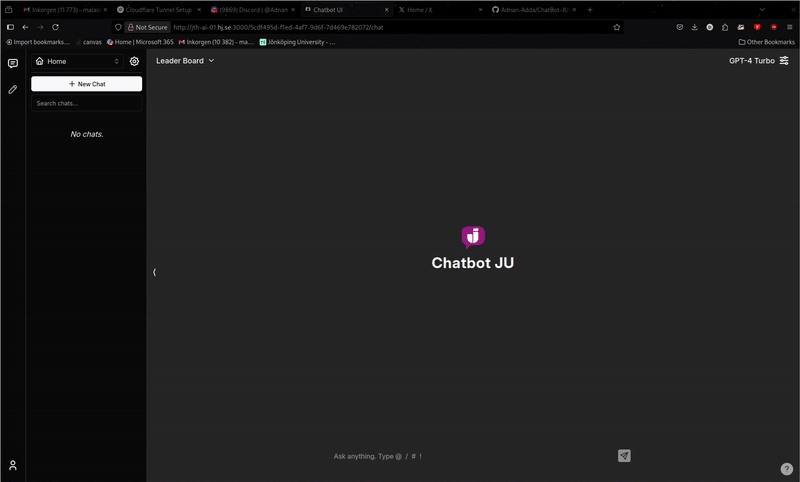 Inkorgen (11 773) - malas
Cloudflare Tunnel Setup
(9869) Discord | @Adnan
Chatbot UI
Home / X
Adnan-Adda/ChatBot-JU
Not Secure
http://jth-ai-01.hj.se:3000/5cdf495d-f1ed-4af7-9d6f-7d469e782072/chat
Import bookmarks...
canvas
Home | Microsoft 365
Inkorgen (10 382) - ma...
Jönköping University - ...
Other Bookmarks
Home
Leader Board
GPT-4 Turbo
+ New Chat
Search chats...
No chats.
Chatbot JU
Ask anything. Type @ / # !
?